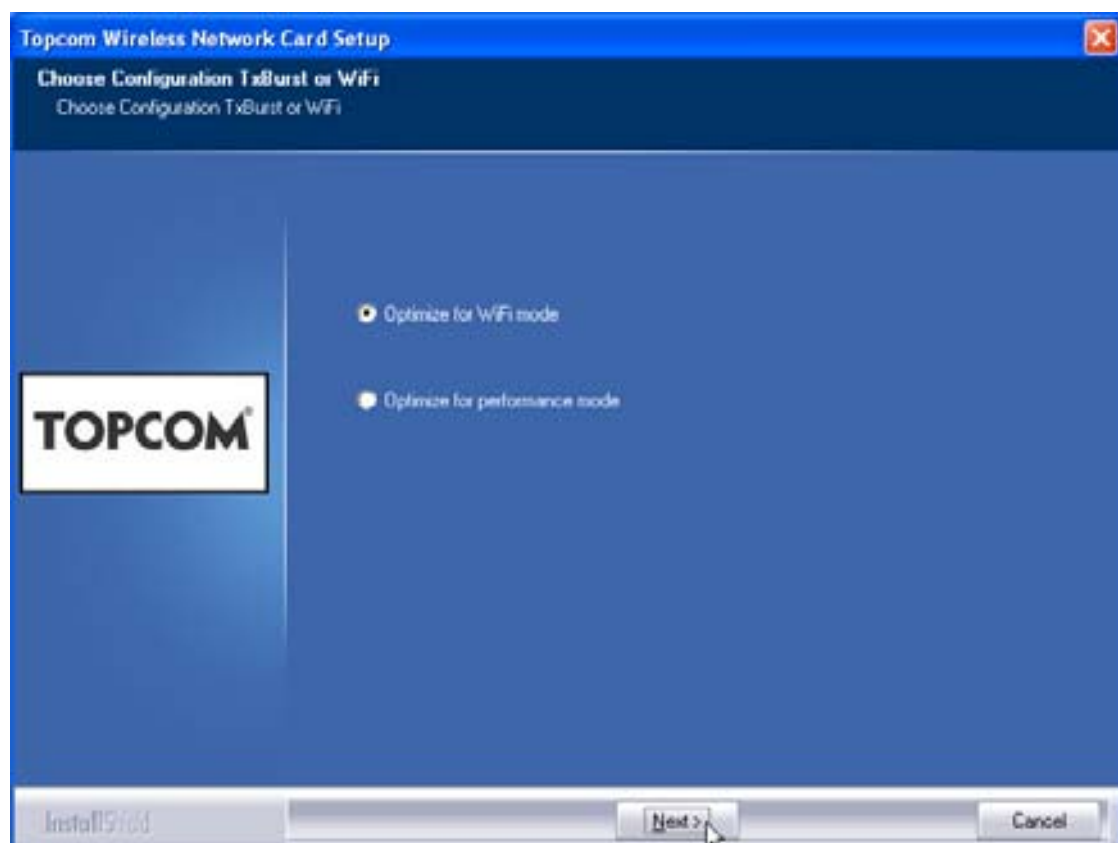 Topcom Wireless Network Card Setup
Choose Configuration TxBurst or WiFi
Choose Configuration TxBurst or WiFi
Optimize for WiFi mode
Optimize for performance mode
TOPCOM®
InstallShield
Next >
Cancel